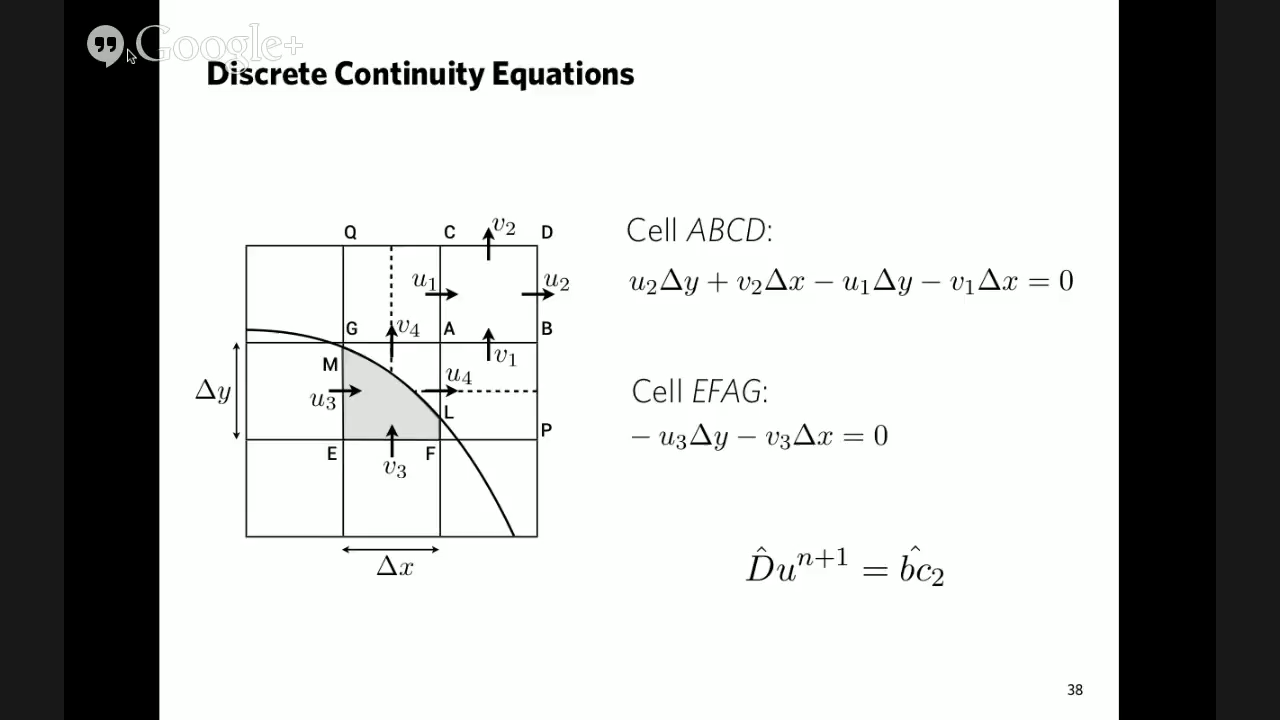 Google+
Discrete Continuity Equations
Q C D
v₂
u₁ u₂
G v₄ A B
M u₄ v₁
Δy u₃ L
P
E F
v₃
Δx
Cell ABCD:
u₂Δy + v₂Δx − u₁Δy − v₁Δx = 0
Cell EFAG:
− u₃Δy − v₃Δx = 0
D̂uⁿ⁺¹ = b̂c₂
38